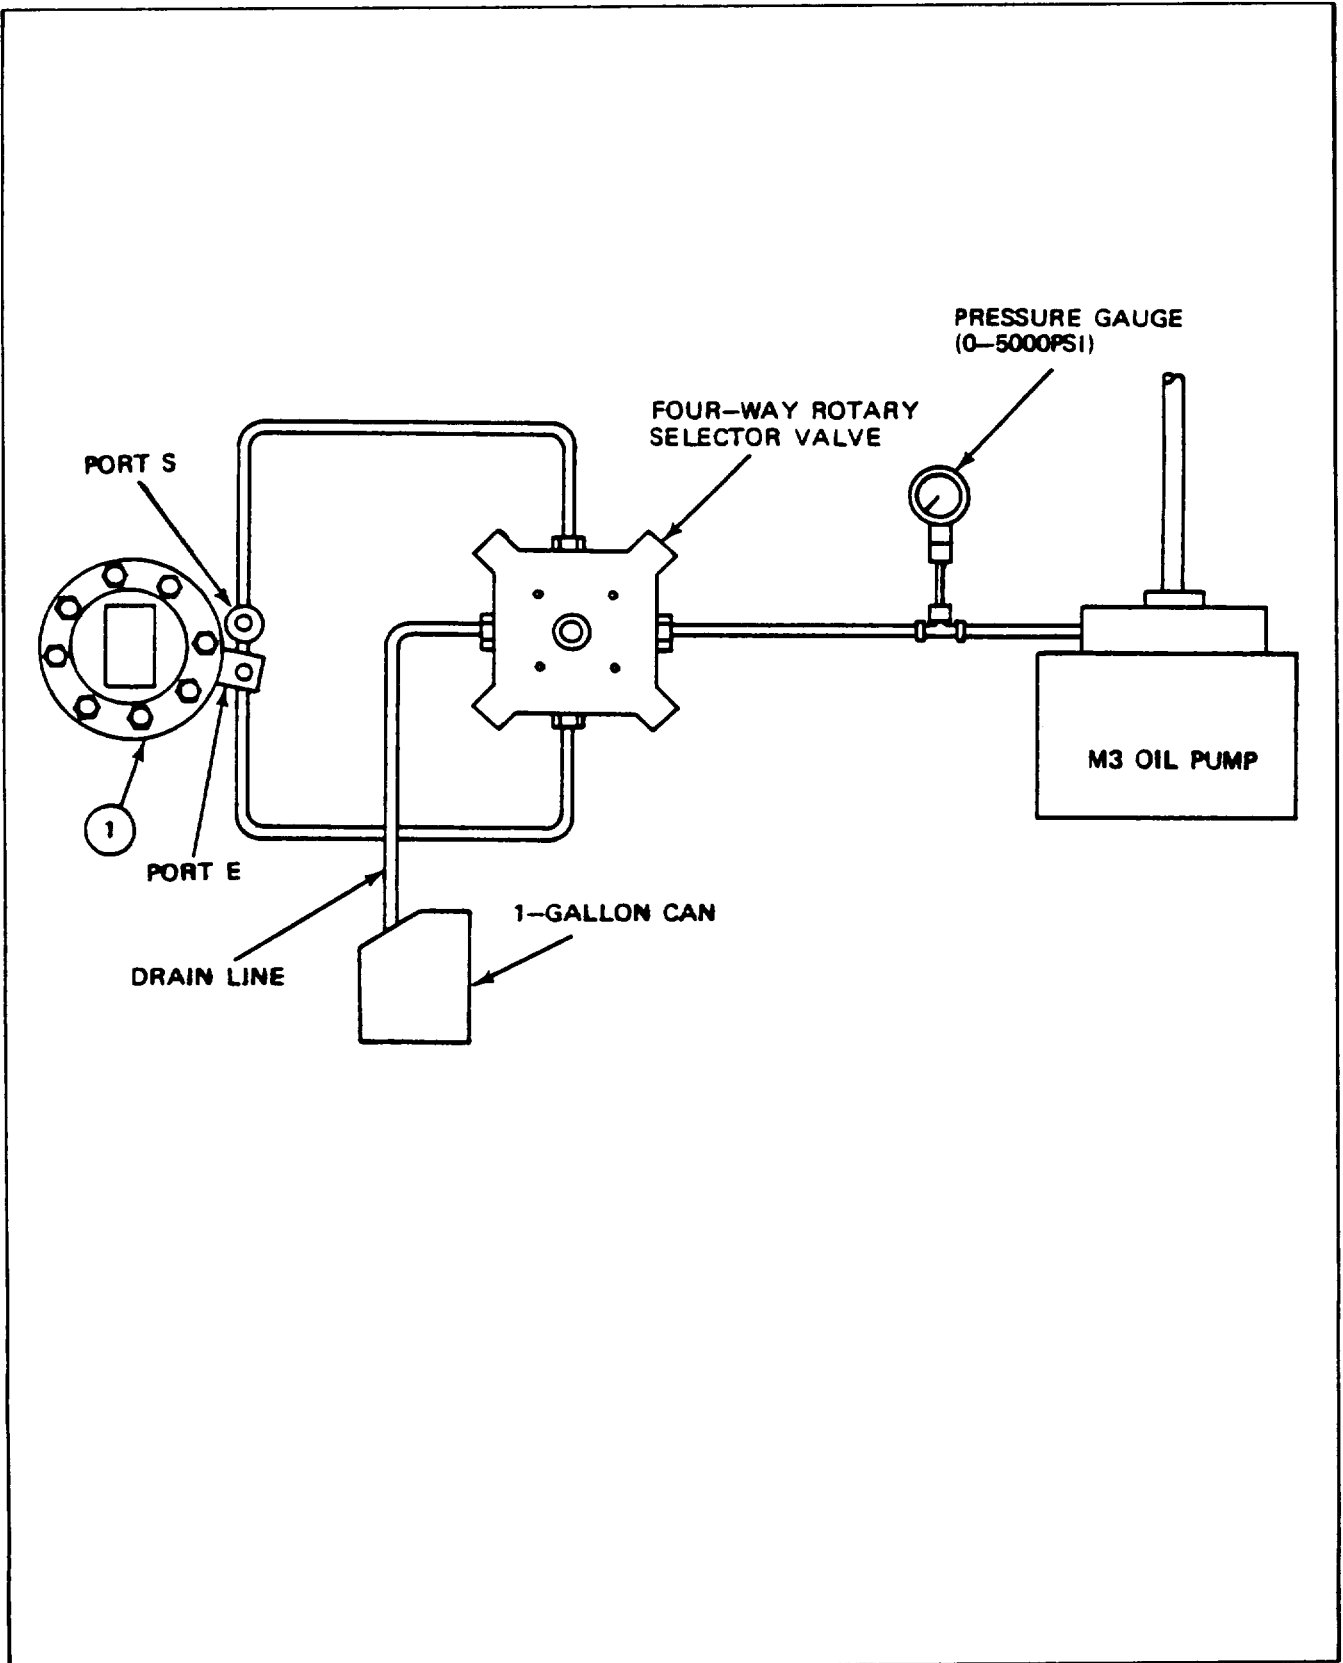 PRESSURE GAUGE
(0—5000PSI)
FOUR—WAY ROTARY
SELECTOR VALVE
PORT S
M3 OIL PUMP
1
PORT E
1—GALLON CAN
DRAIN LINE